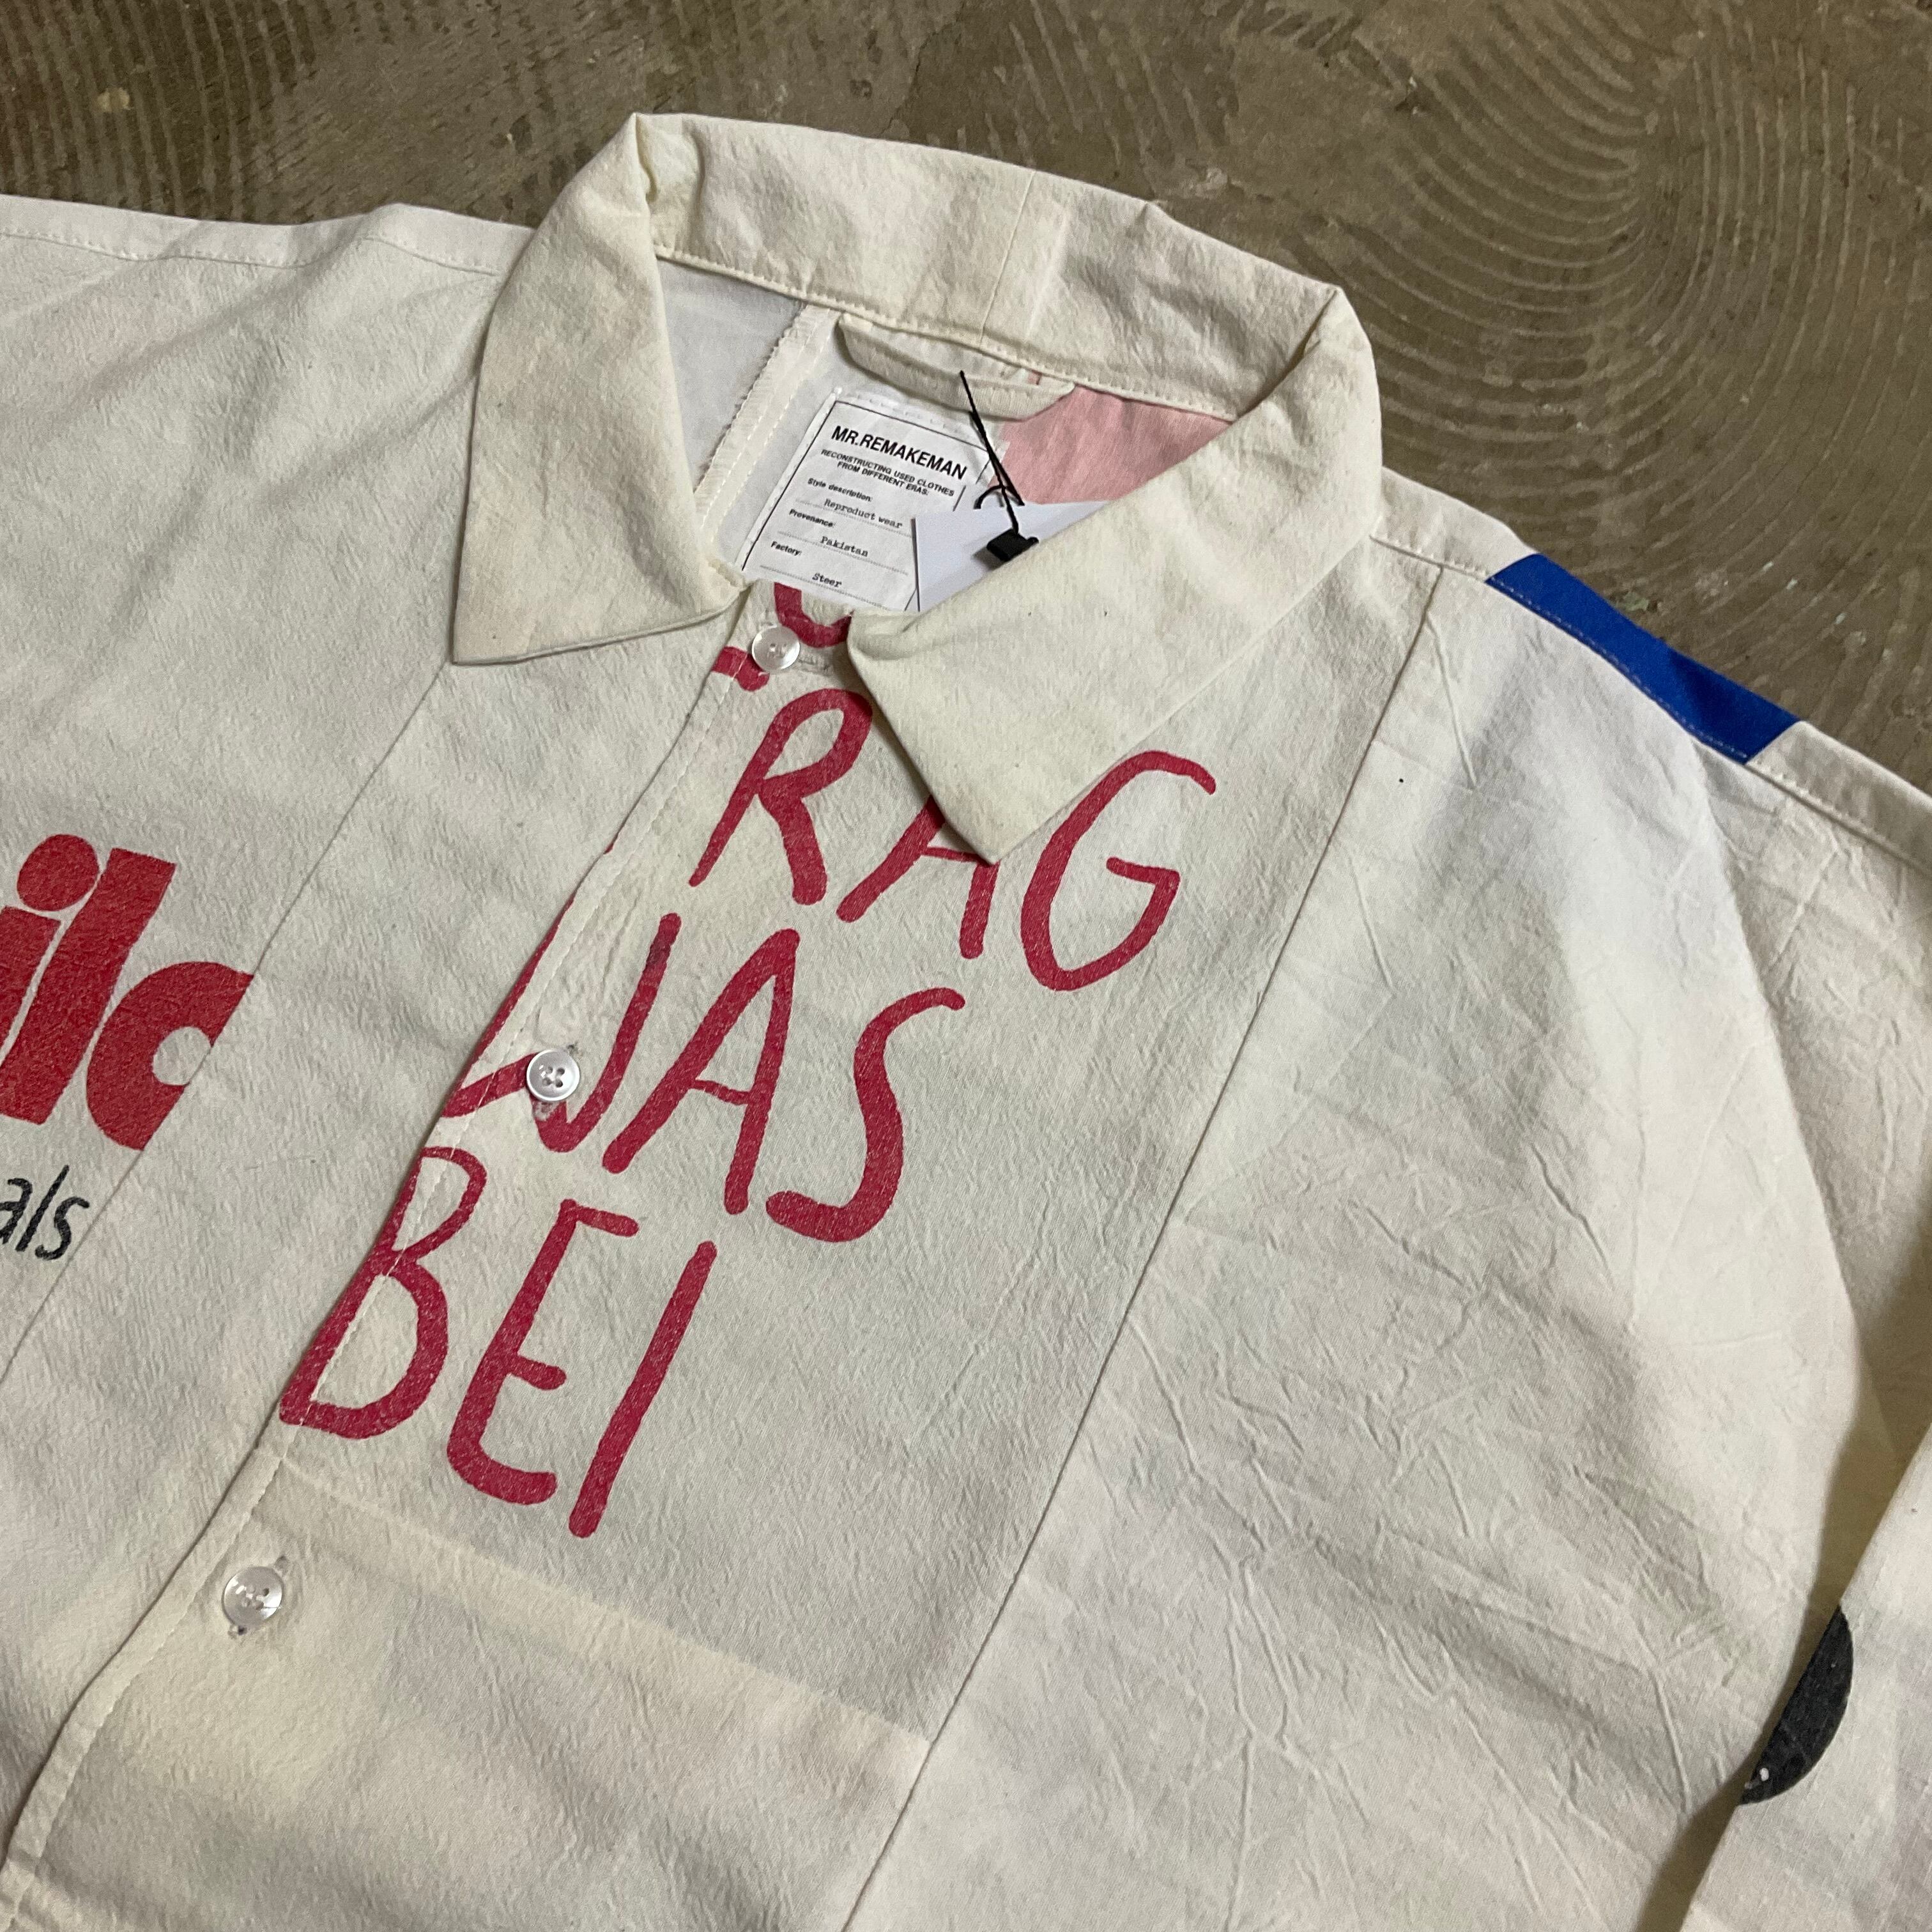 MR.REMAKEMAN
RECONSTRUCTING USED CLOTHES
FROM DIFFERENT ERAS.
Style description:
Reproduct wear
Provenance:
Pakistan
Factory:
Steer
RAG
WAS
BEI
ilc
als